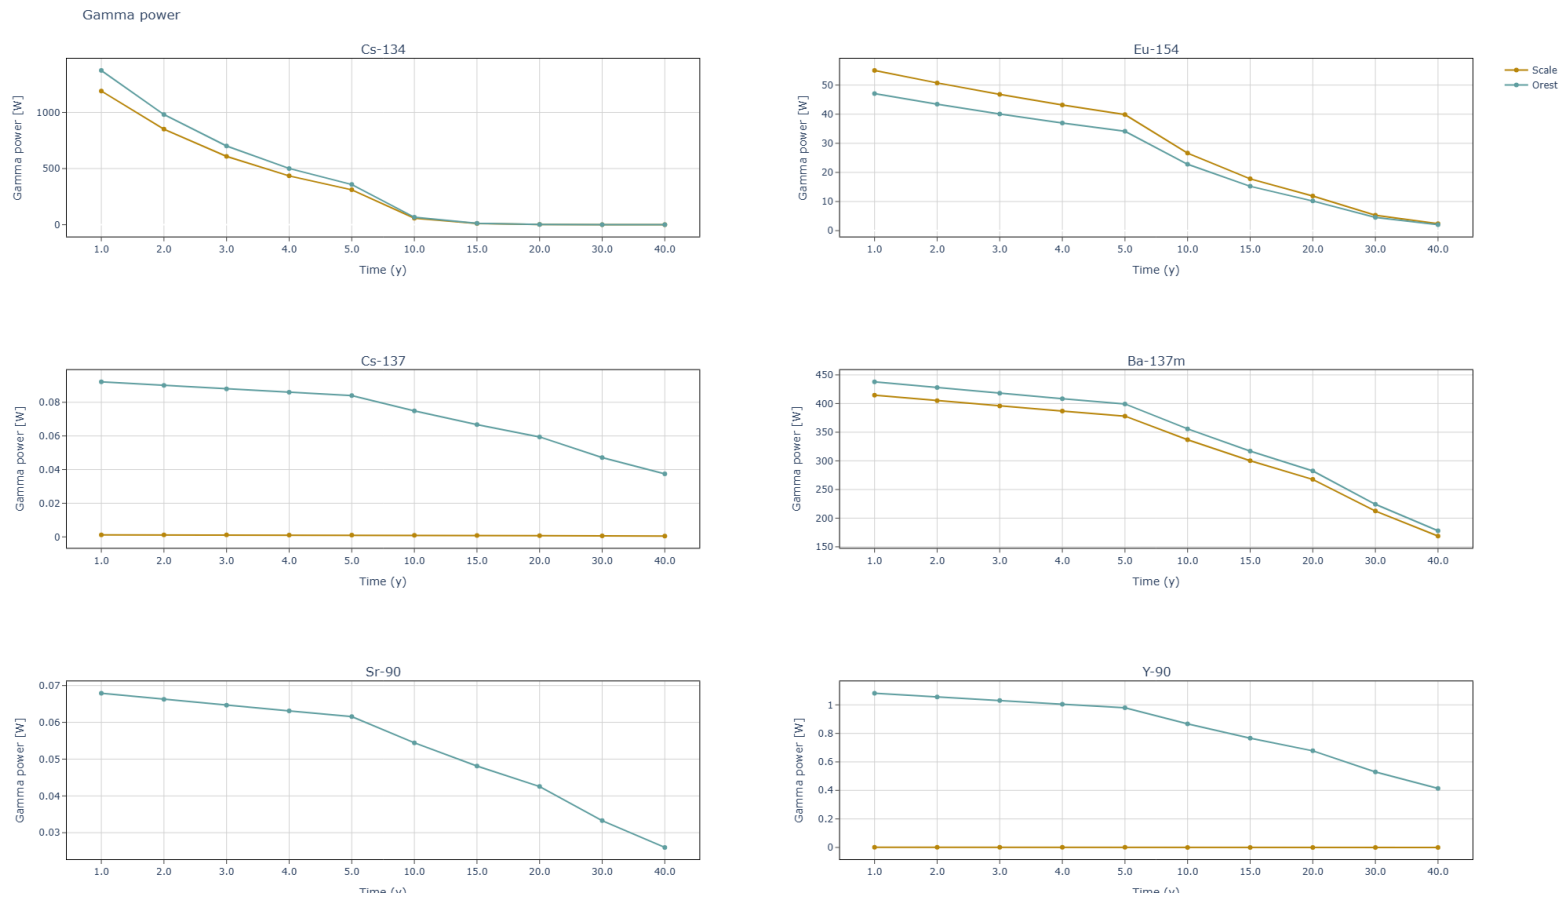 Gamma power
Cs-134
Gamma power [W]
1000
500
0
1.0 2.0 3.0 4.0 5.0 10.0 15.0 20.0 30.0 40.0
Time (y)
Eu-154
Gamma power [W]
50
40
30
20
10
0
1.0 2.0 3.0 4.0 5.0 10.0 15.0 20.0 30.0 40.0
Time (y)
Scale
Orest
Cs-137
Gamma power [W]
0.08
0.06
0.04
0.02
0
1.0 2.0 3.0 4.0 5.0 10.0 15.0 20.0 30.0 40.0
Time (y)
Ba-137m
Gamma power [W]
450
400
350
300
250
200
150
1.0 2.0 3.0 4.0 5.0 10.0 15.0 20.0 30.0 40.0
Time (y)
Sr-90
Gamma power [W]
0.07
0.06
0.05
0.04
0.03
1.0 2.0 3.0 4.0 5.0 10.0 15.0 20.0 30.0 40.0
Time (y)
Y-90
Gamma power [W]
1
0.8
0.6
0.4
0.2
0
1.0 2.0 3.0 4.0 5.0 10.0 15.0 20.0 30.0 40.0
Time (y)